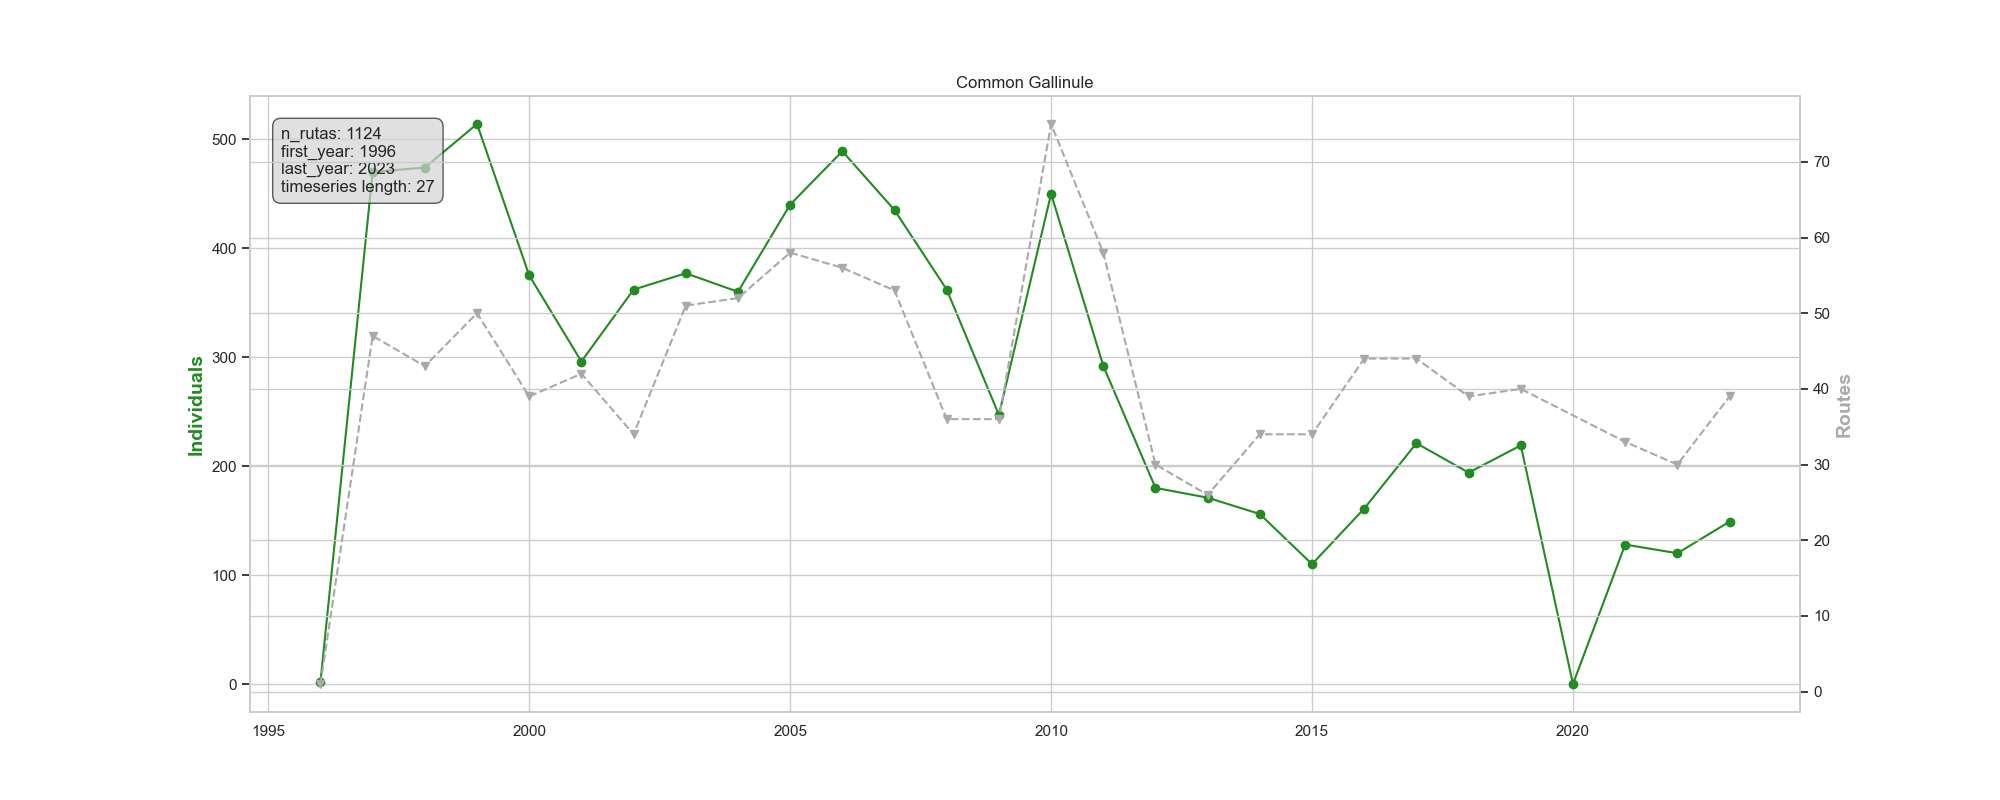 Common Gallinule
n_rutas: 1124
first_year: 1996
last_year: 2023
timeseries length: 27
500
400
300
200
100
0
Individuals
70
60
50
40
30
20
10
0
Routes
1995
2000
2005
2010
2015
2020